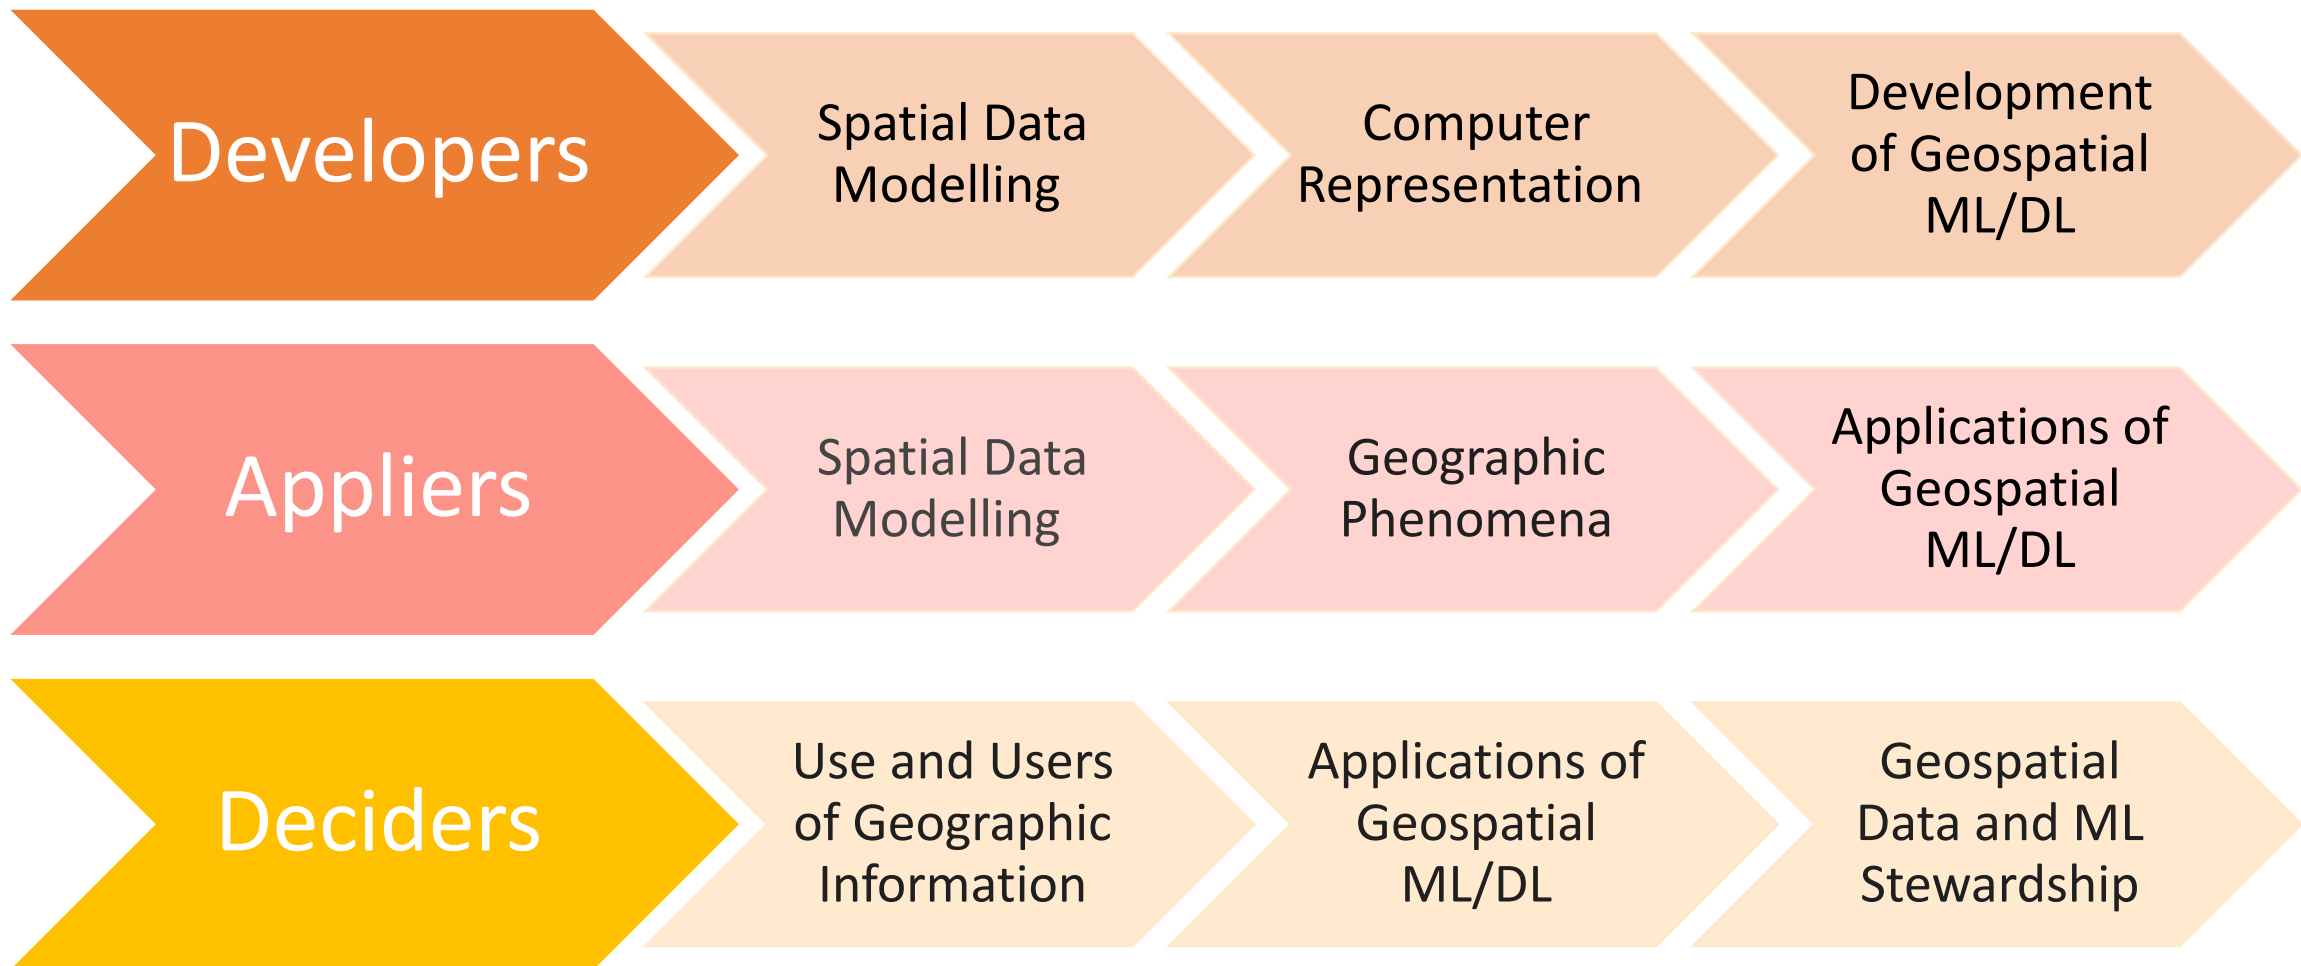 Developers
Spatial Data
Modelling
Computer
Representation
Development
of Geospatial
ML/DL
Appliers
Spatial Data
Modelling
Geographic
Phenomena
Applications of
Geospatial
ML/DL
Deciders
Use and Users
of Geographic
Information
Applications of
Geospatial
ML/DL
Geospatial
Data and ML
Stewardship